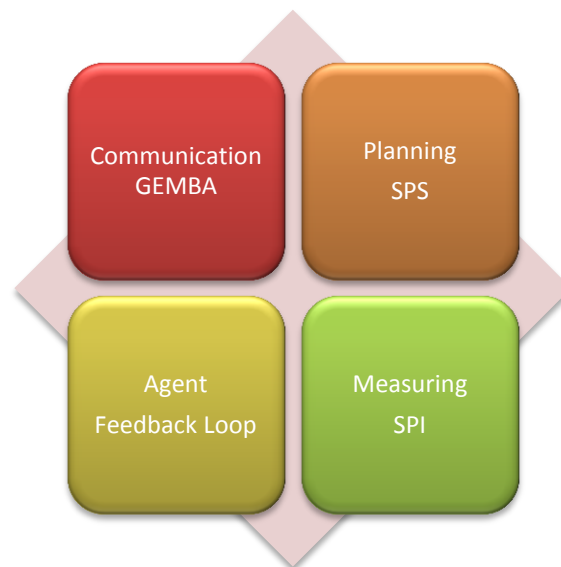 Communication
GEMBA
Planning
SPS
Agent
Feedback Loop
Measuring
SPI